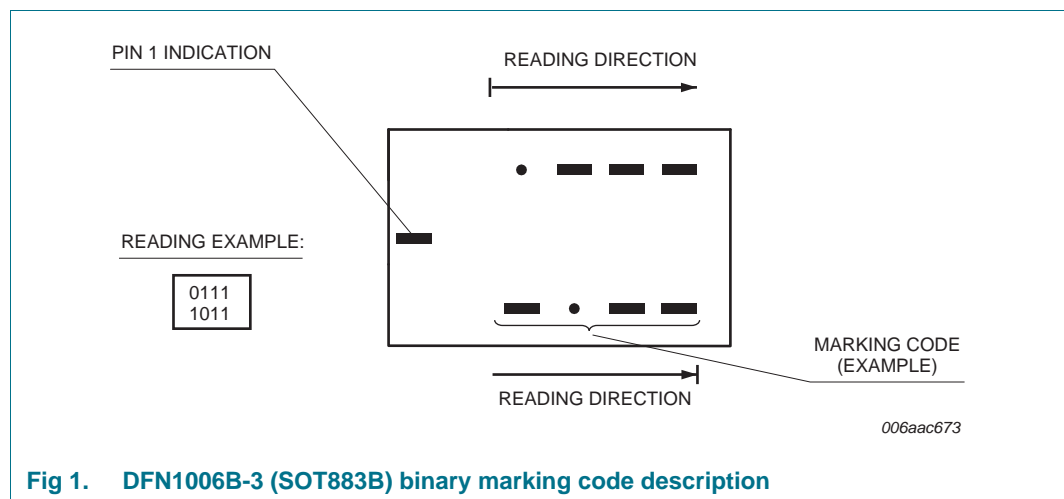 PIN 1 INDICATION
READING DIRECTION
READING EXAMPLE:
0111
1011
MARKING CODE
(EXAMPLE)
READING DIRECTION
006aac673
Fig 1. DFN1006B-3 (SOT883B) binary marking code description